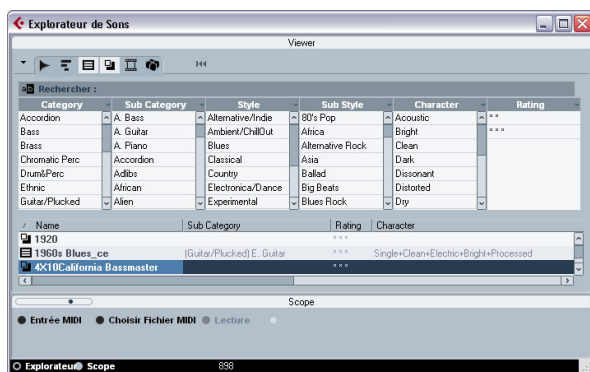 Explorateur de Sons
Viewer
Rechercher :
Category Sub Category Style Sub Style Character Rating
Accordion A. Bass Alternative/Indie 80's Pop Acoustic **
Bass A. Guitar Ambient/ChillOut Africa Bright ***
Brass A. Piano Blues Alternative Rock Clean
Chromatic Perc Accordion Classical Asia Dark
Drum&Perc Adlibs Country Ballad Dissonant
Ethnic African Electronica/Dance Big Beats Distorted
Guitar/Plucked Alien Experimental Blues Rock Dry
/ Name Sub Category Rating Character
1920 ***
1960s Blues_ce (Guitar/Plucked) E. Guitar *** Single+Clean+Electric+Bright+Processed
4X10California Bassmaster ***
Scope
Entrée MIDI Choisir Fichier MIDI Lecture
Explorateur Scope 898